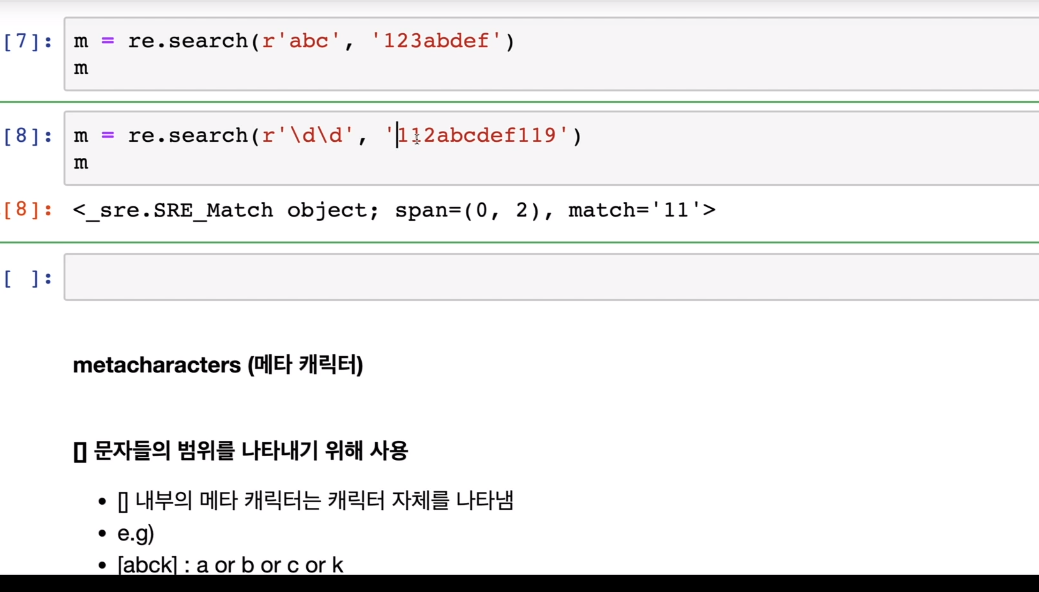 [7]: m = re.search(r'abc', '123abdef')
m
[8]: m = re.search(r'\d\d', '112abcdef119')
m
[8]: <_sre.SRE_Match object; span=(0, 2), match='11'>
[ ]:
metacharacters (메타 캐릭터)
[] 문자들의 범위를 나타내기 위해 사용
• [] 내부의 메타 캐릭터는 캐릭터 자체를 나타냄
• e.g)
• [abck] : a or b or c or k